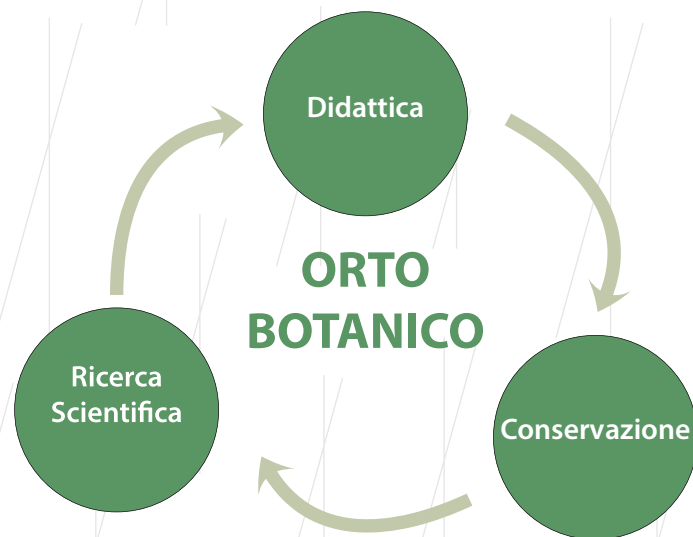 Didattica
ORTO
BOTANICO
Ricerca
Scientifica
Conservazione